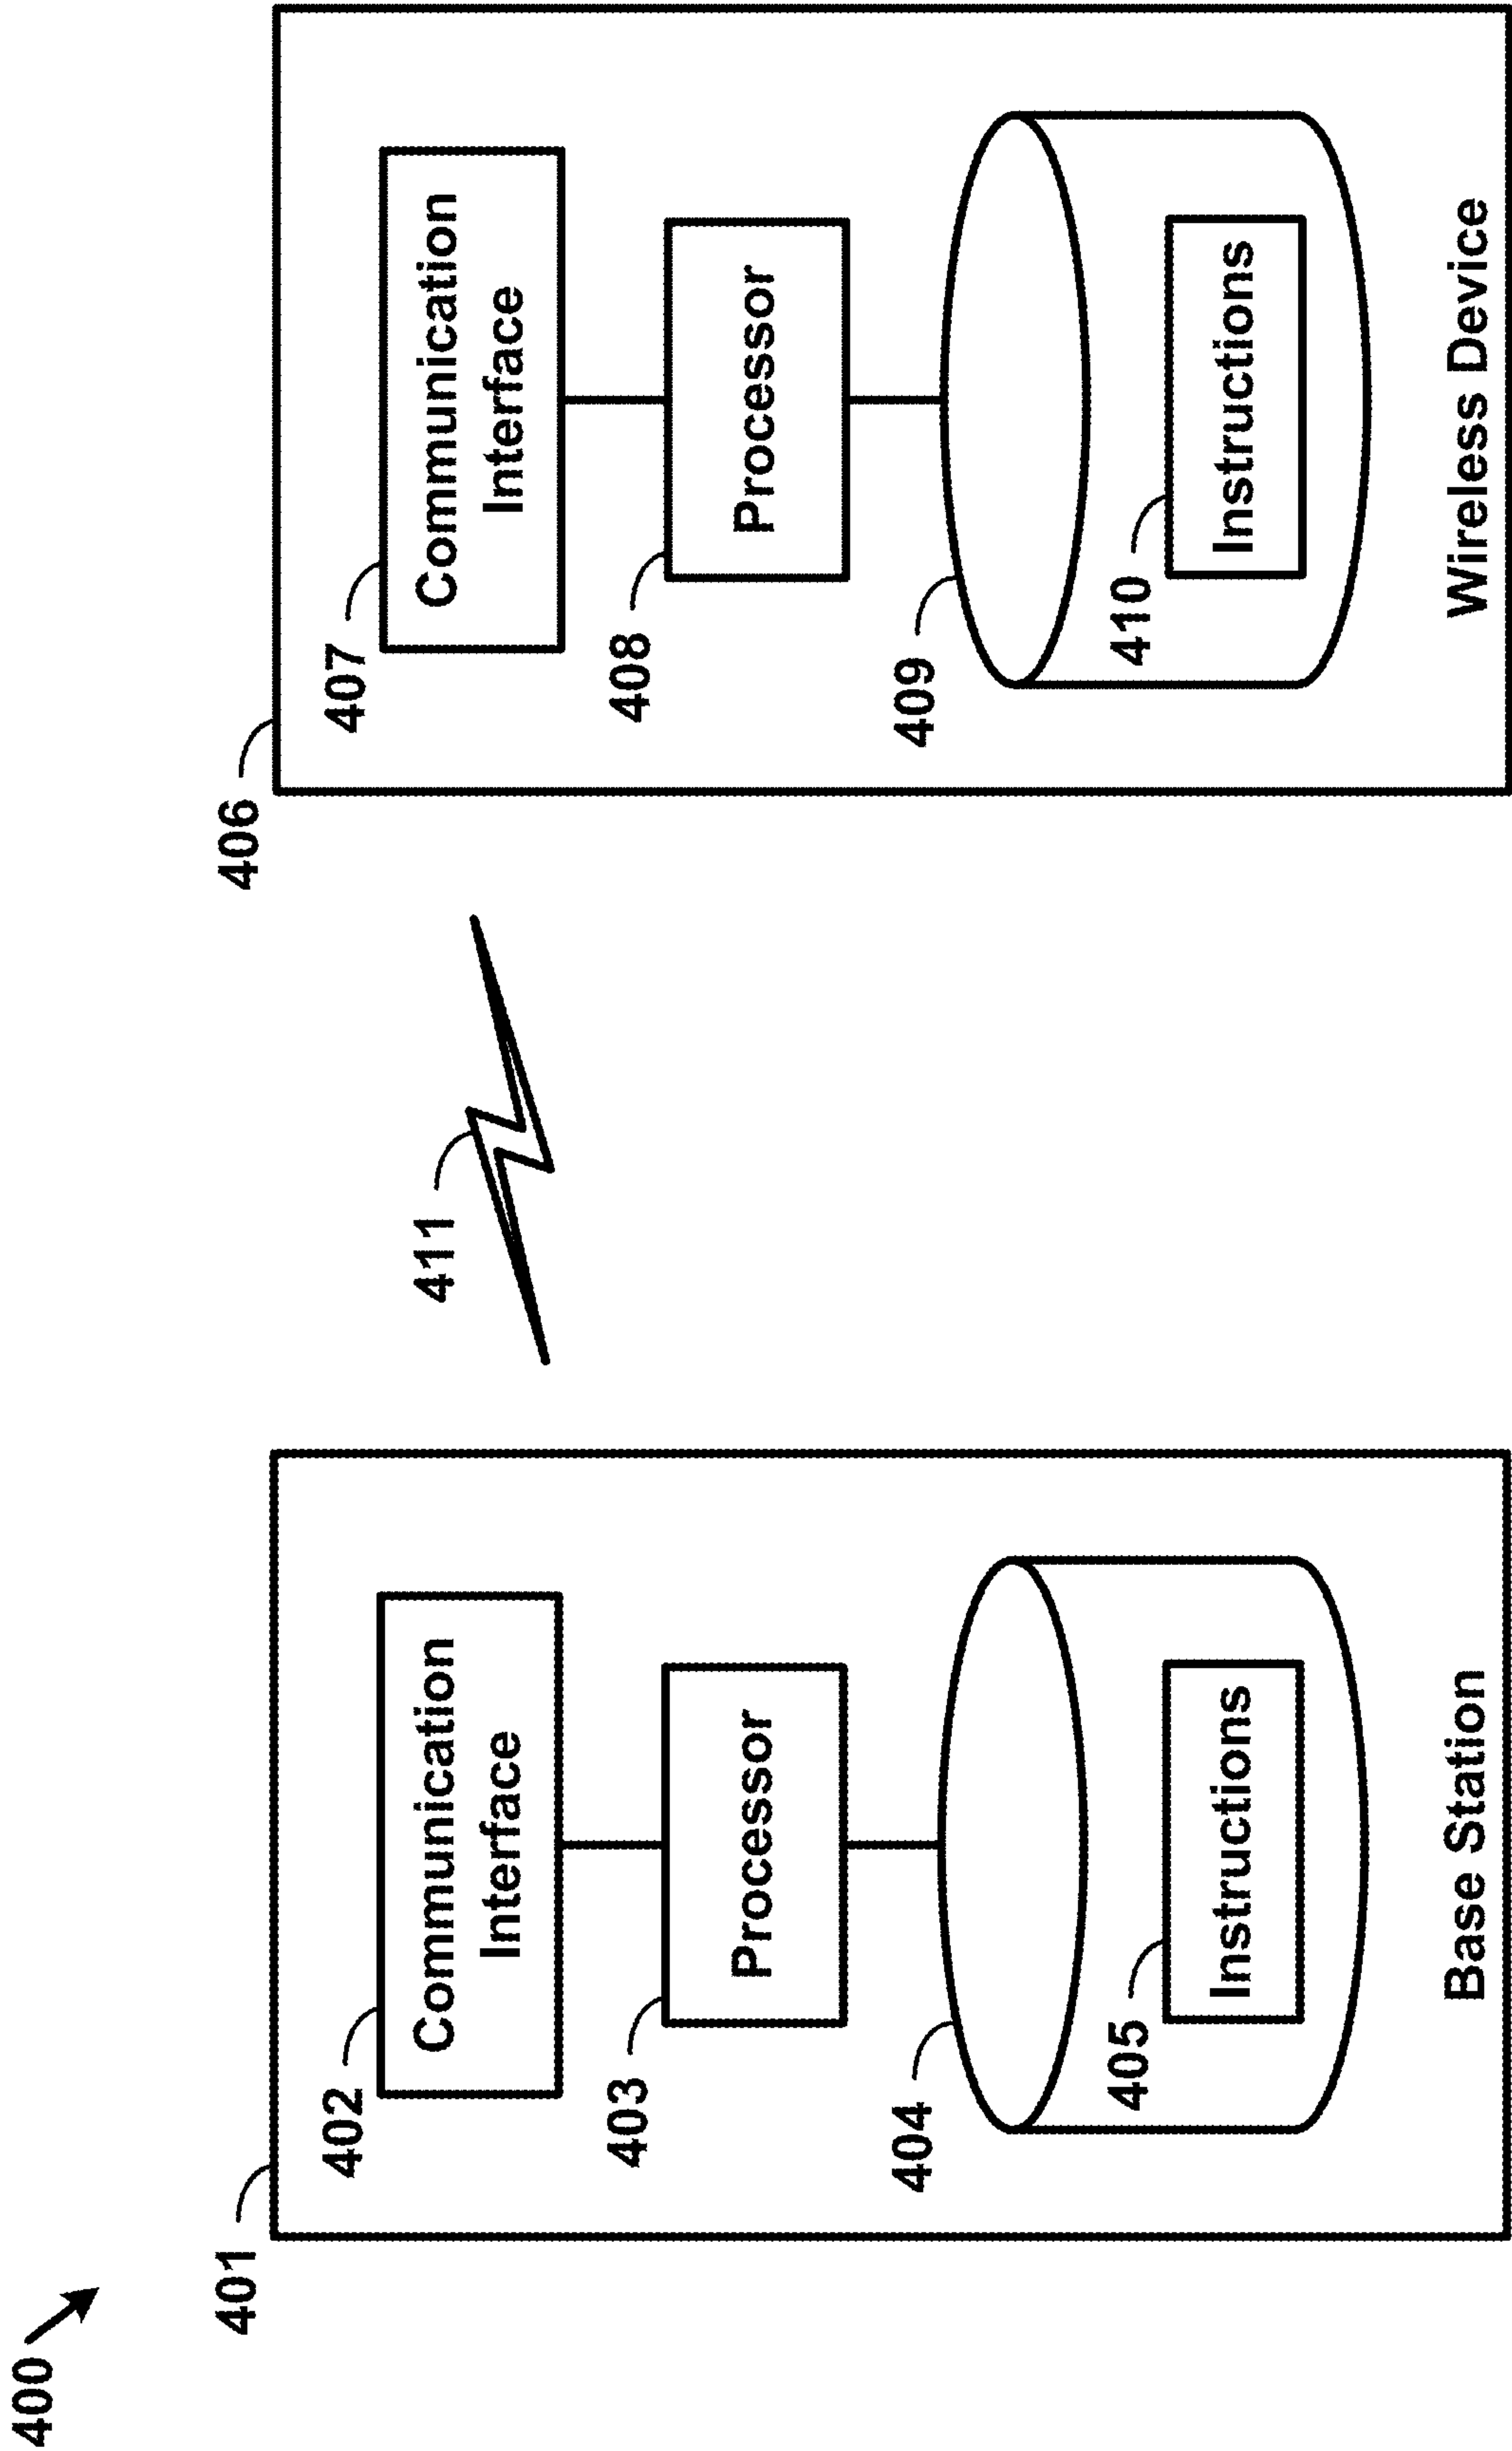 400
401
402
Communication
Interface
403
Processor
404
405
Instructions
Base Station
411
406
407
Communication
Interface
408
Processor
409
410
Instructions
Wireless Device